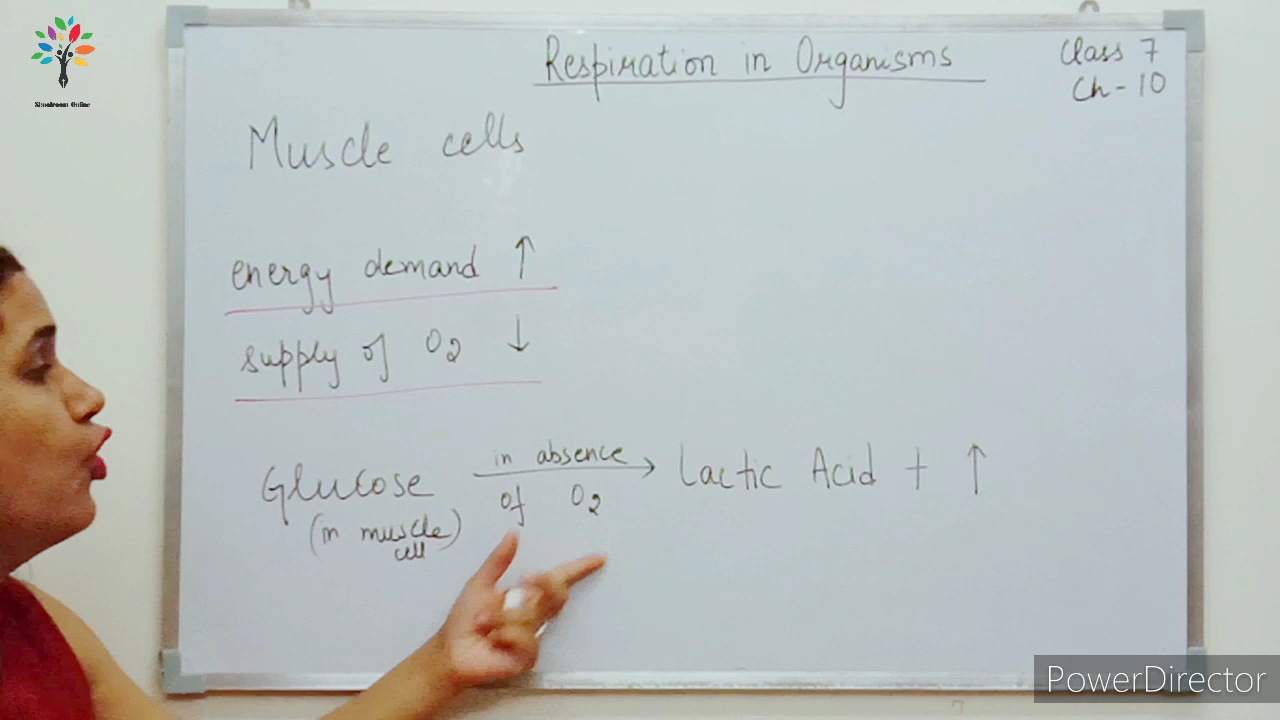 Respiration in Organisms
Class 7
Ch - 10
Muscle cells
energy demand ↑
supply of O2 ↓
Glucose in absence of O2 → Lactic Acid + ↑
(in muscle cell)
PowerDirector